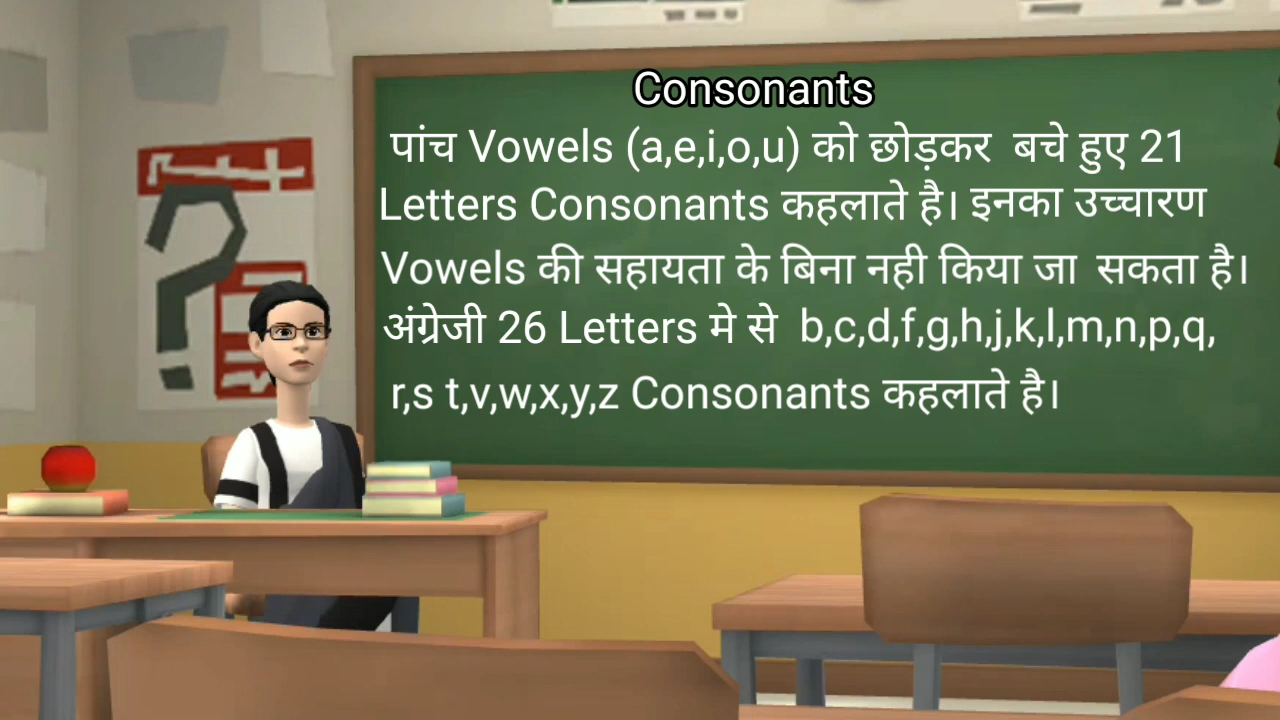 Consonants
पांच Vowels (a,e,i,o,u) को छोड़कर बचे हुए 21
Letters Consonants कहलाते है। इनका उच्चारण
Vowels की सहायता के बिना नही किया जा सकता है।
अंग्रेजी 26 Letters मे से b,c,d,f,g,h,j,k,l,m,n,p,q,
r,s t,v,w,x,y,z Consonants कहलाते है।